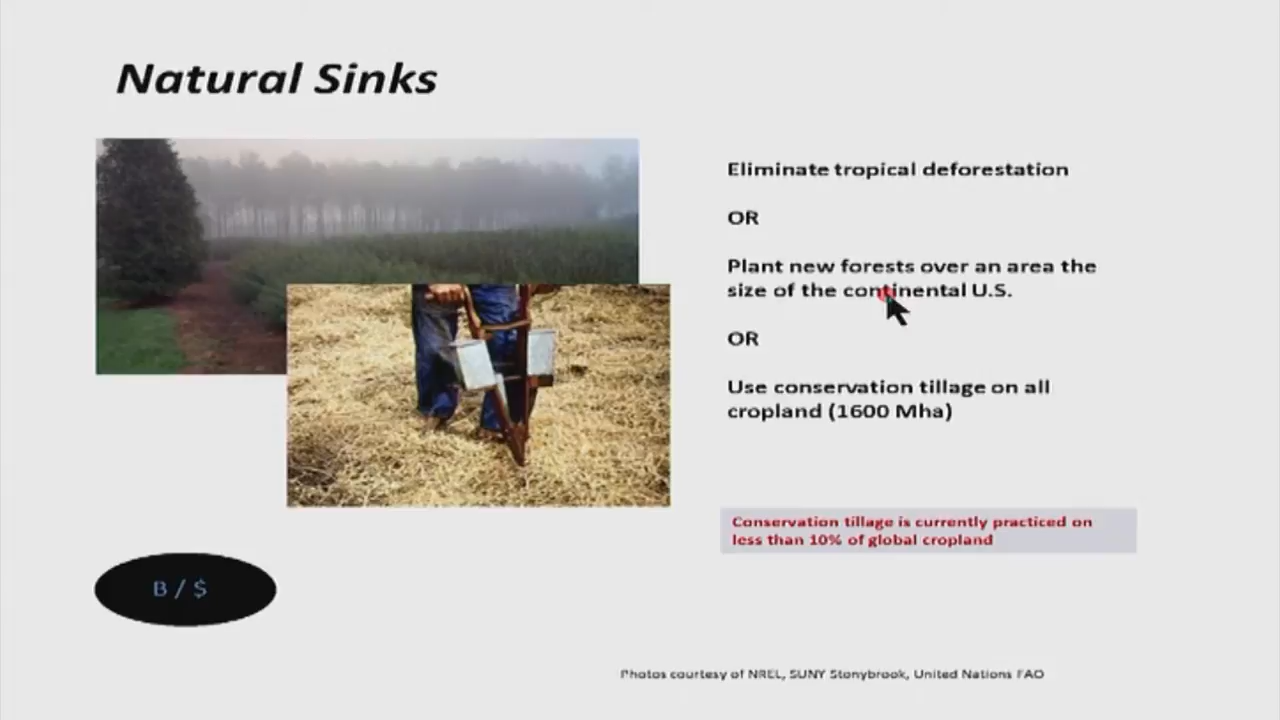 Natural Sinks
Eliminate tropical deforestation
OR
Plant new forests over an area the
size of the continental U.S.
OR
Use conservation tillage on all
cropland (1600 Mha)
Conservation tillage is currently practiced on
less than 10% of global cropland
B / $
Photos courtesy of NREL, SUNY Stonybrook, United Nations FAO